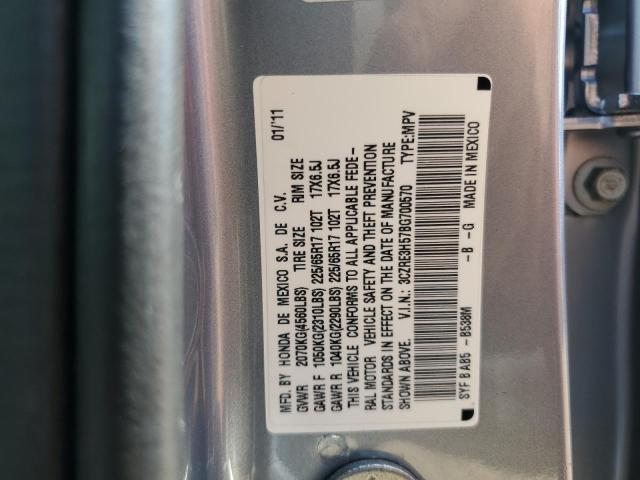 MFD. BY HONDA DE MEXICO S.A. DE C.V. 01/'11
GVWR 2070KG(4560LBS) TIRE SIZE RIM SIZE
GAWR F 1050KG(2310LBS) 225/65R17 102T 17X6.5J
GAWR R 1040KG(2290LBS) 225/65R17 102T 17X6.5J
THIS VEHICLE CONFORMS TO ALL APPLICABLE FEDE-
RAL MOTOR VEHICLE SAFETY AND THEFT PREVENTION
STANDARDS IN EFFECT ON THE DATE OF MANUFACTURE
SHOWN ABOVE. V.I.N.: 3CZRE3H57BG700570 TYPE:MPV
SYF B AB5 -B538M -B -G MADE IN MEXICO